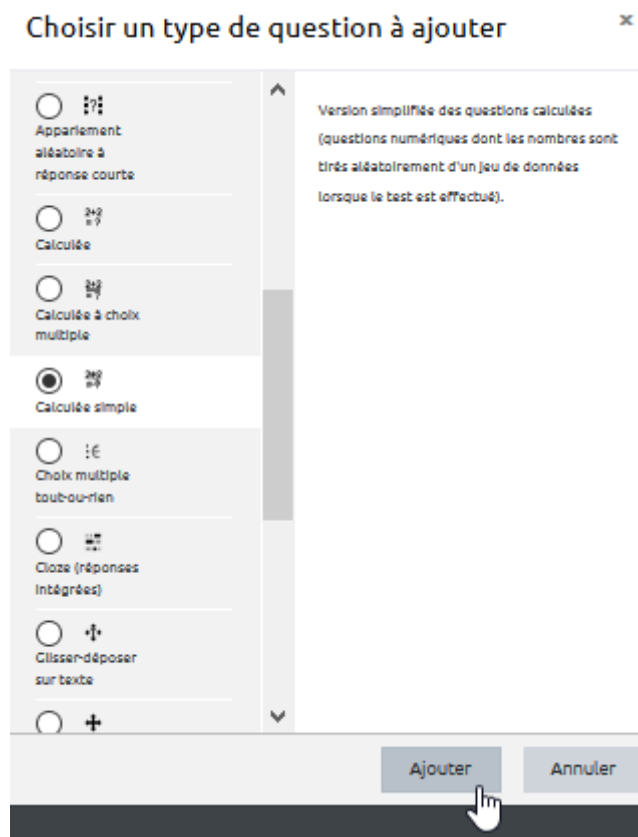 Choisir un type de question à ajouter
×
Appariement
aléatoire à
réponse courte
Calculée
Calculée à choix
multiple
Calculée simple
Choix multiple
tout-ou-rien
Cloze (réponses
intégrées)
Glisser-déposer
sur texte
Version simplifiée des questions calculées
(questions numériques dont les nombres sont
tirés aléatoirement d'un jeu de données
lorsque le test est effectué).
Ajouter
Annuler